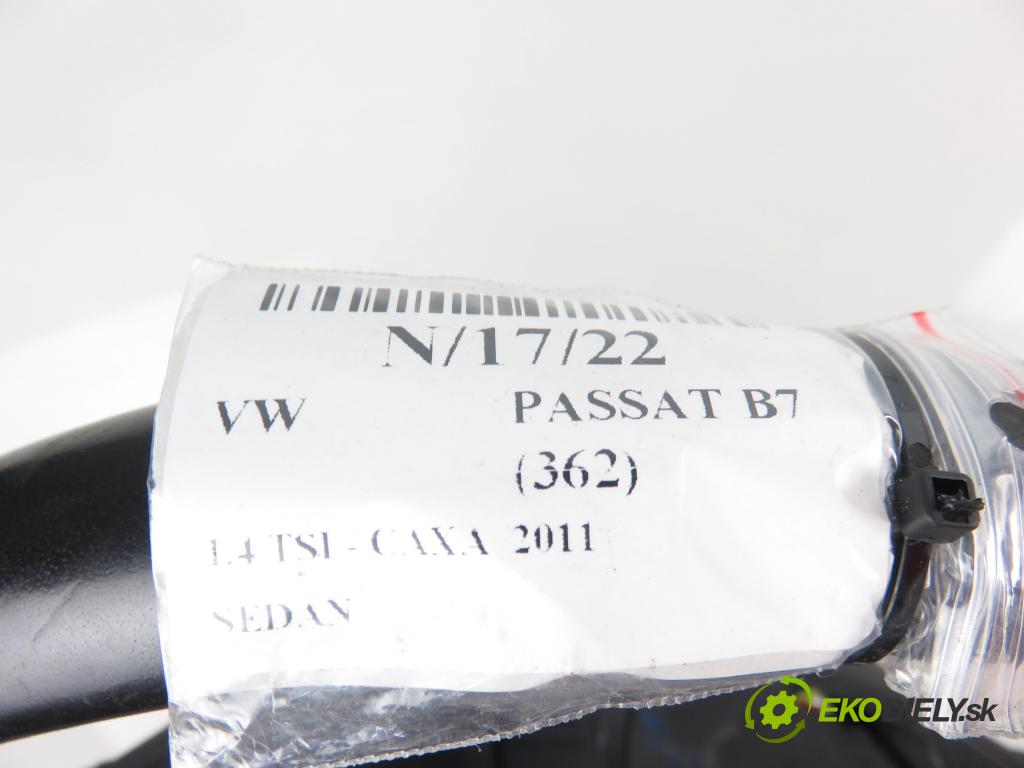 N/17/22
VW PASSAT B7
(362)
1.4 TSI - CAXA 2011
SEDAN
EKODIELY.sk